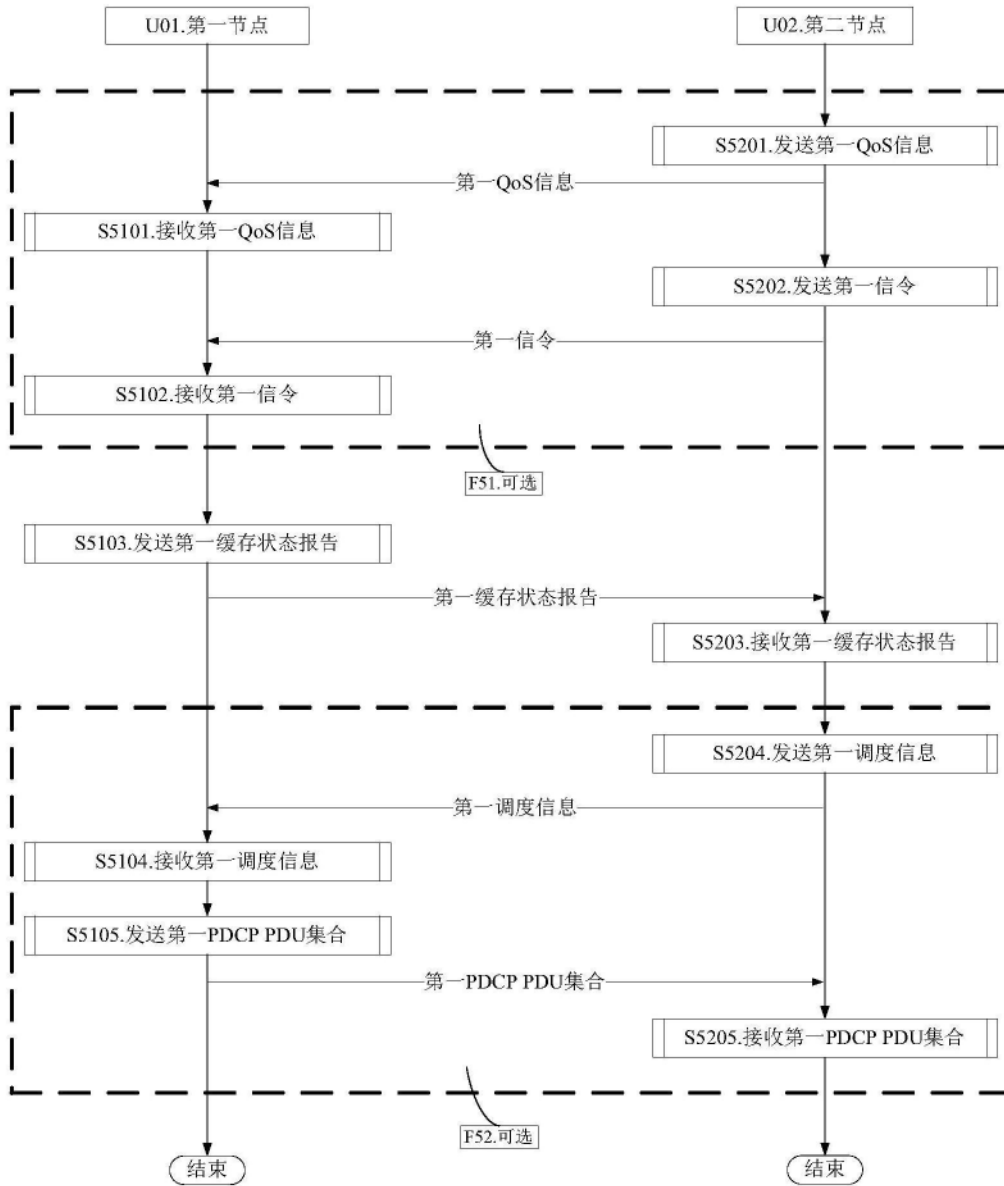 U01.第一节点
U02.第二节点
S5201.发送第一QoS信息
第一QoS信息
S5101.接收第一QoS信息
S5202.发送第一信令
第一信令
S5102.接收第一信令
F51.可选
S5103.发送第一缓存状态报告
第一缓存状态报告
S5203.接收第一缓存状态报告
S5204.发送第一调度信息
第一调度信息
S5104.接收第一调度信息
S5105.发送第一PDCP PDU集合
第一PDCP PDU集合
S5205.接收第一PDCP PDU集合
F52.可选
结束
结束